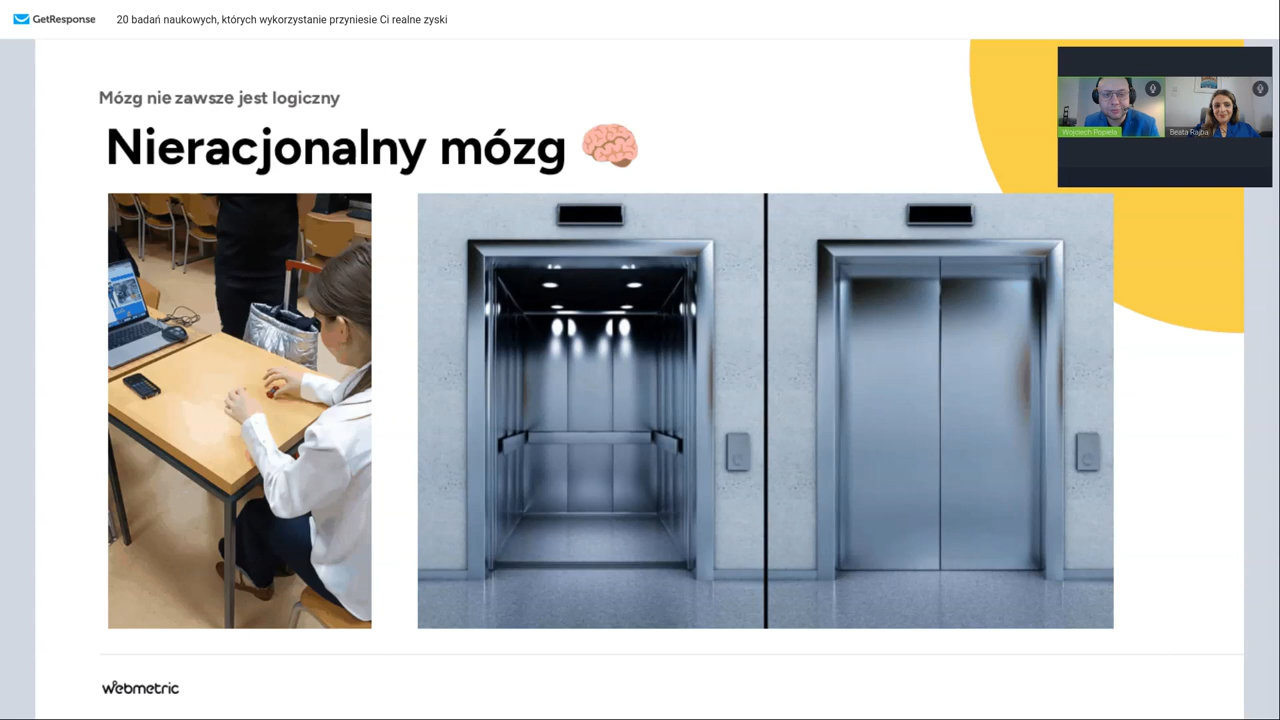 GetResponse
20 badań naukowych, których wykorzystanie przyniesie Ci realne zyski
Mózg nie zawsze jest logiczny
Nieracjonalny mózg
Wojciech Popiela
Beata Rajba
webmetric